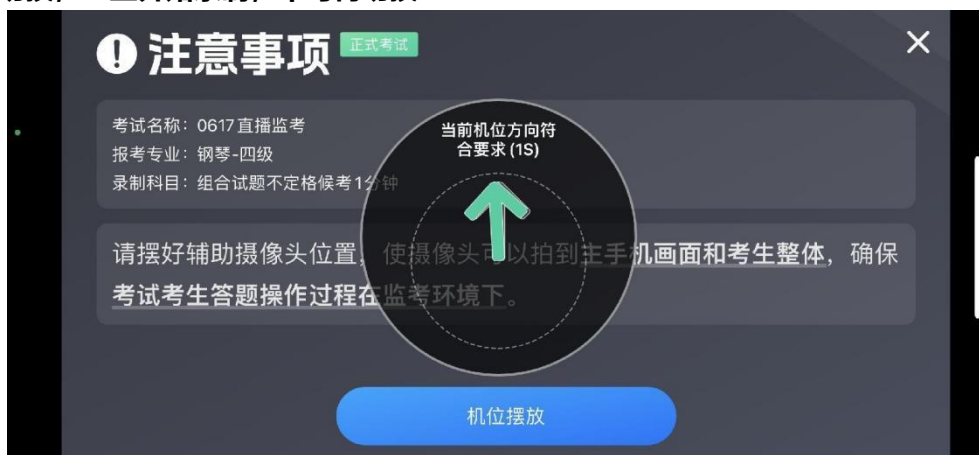 注意事项 正式考试
考试名称：0617直播监考
报考专业：钢琴-四级
录制科目：组合试题不定格候考1分钟
当前机位方向符
合要求(1S)
请摆好辅助摄像头位置，使摄像头可以拍到主手机画面和考生整体，确保
考试考生答题操作过程在监考环境下。
机位摆放